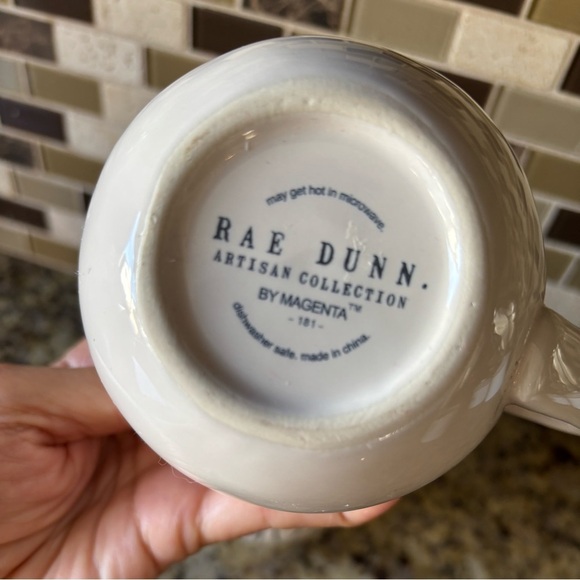 may get hot in microwave.
RAE DUNN.
ARTISAN COLLECTION
BY MAGENTA™
- 181 -
dishwasher safe. made in china.